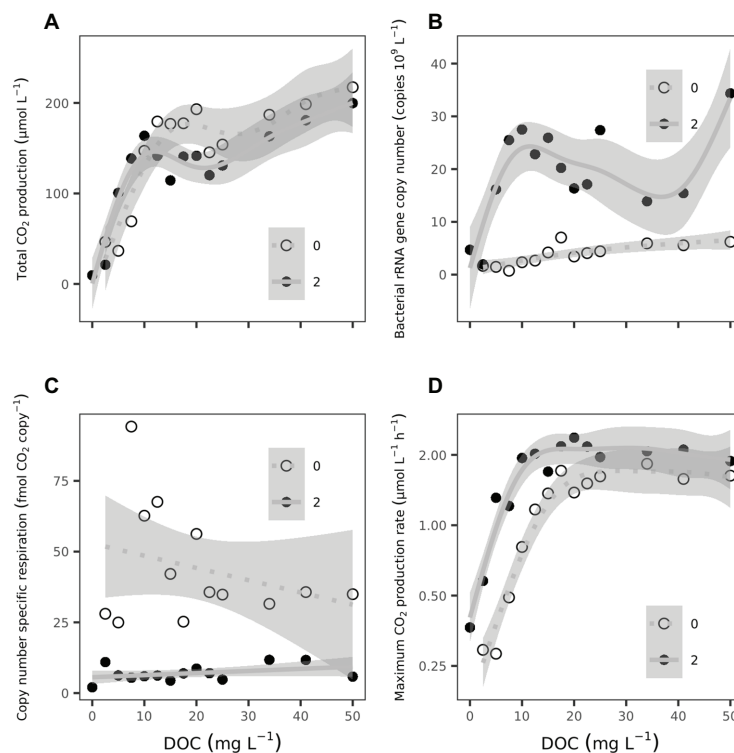 A
B
Total CO₂ production (μmol L⁻¹)
200
100
0
0
2
Bacterial rRNA gene copy number (copies 10⁹ L⁻¹)
40
30
20
10
0
0
2
C
D
Copy number specific respiration (fmol CO₂ copy⁻¹)
75
50
25
0
0
2
0 10 20 30 40 50
DOC (mg L⁻¹)
Maximum CO₂ production rate (μmol L⁻¹ h⁻¹)
2.00
1.00
0.50
0.25
0
2
0 10 20 30 40 50
DOC (mg L⁻¹)